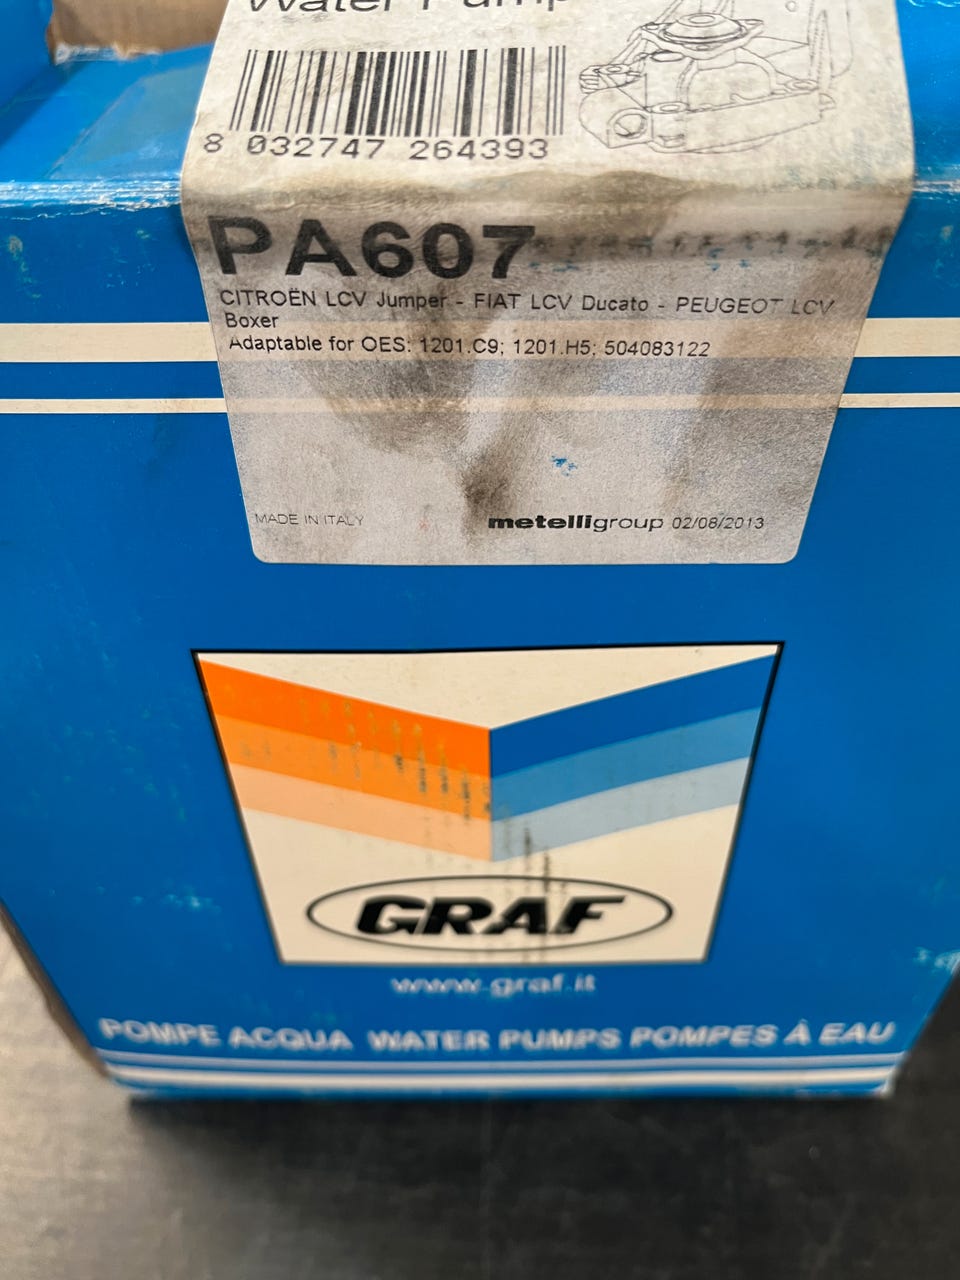 Water Pump
8 032747 264393
PA607
CITROËN LCV Jumper - FIAT LCV Ducato - PEUGEOT LCV
Boxer
Adaptable for OES: 1201.C9; 1201.H5; 504083122
MADE IN ITALY
metelligroup 02/08/2013
GRAF
www.graf.it
POMPE ACQUA WATER PUMPS POMPES À EAU